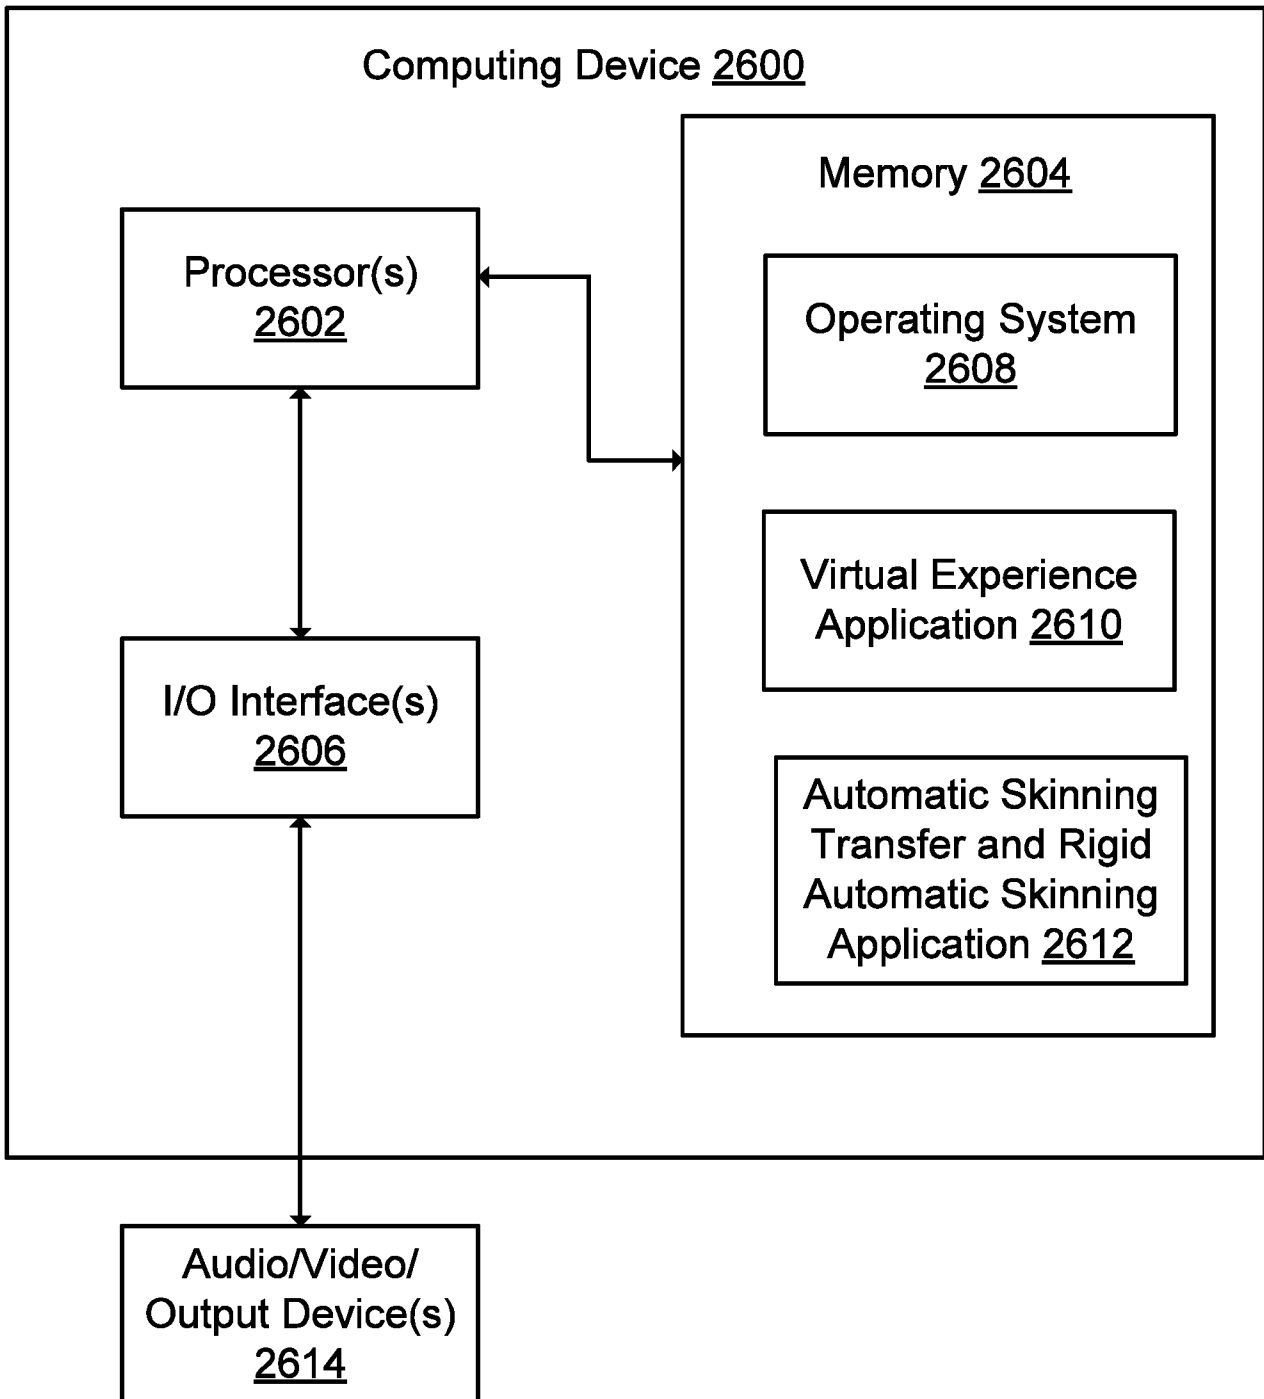 Computing Device 2600
Memory 2604
Processor(s)
2602
Operating System
2608
Virtual Experience
Application 2610
I/O Interface(s)
2606
Automatic Skinning
Transfer and Rigid
Automatic Skinning
Application 2612
Audio/Video/
Output Device(s)
2614